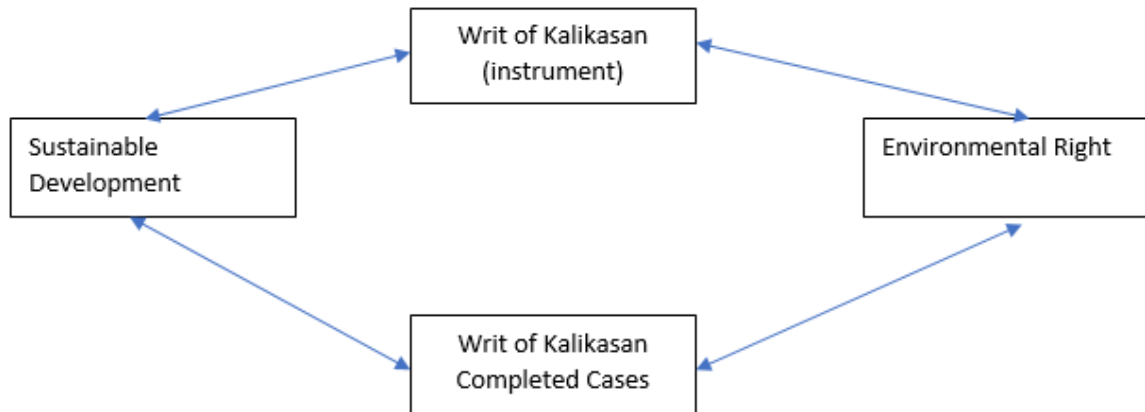 Writ of Kalikasan
(instrument)
Sustainable
Development
Environmental Right
Writ of Kalikasan
Completed Cases